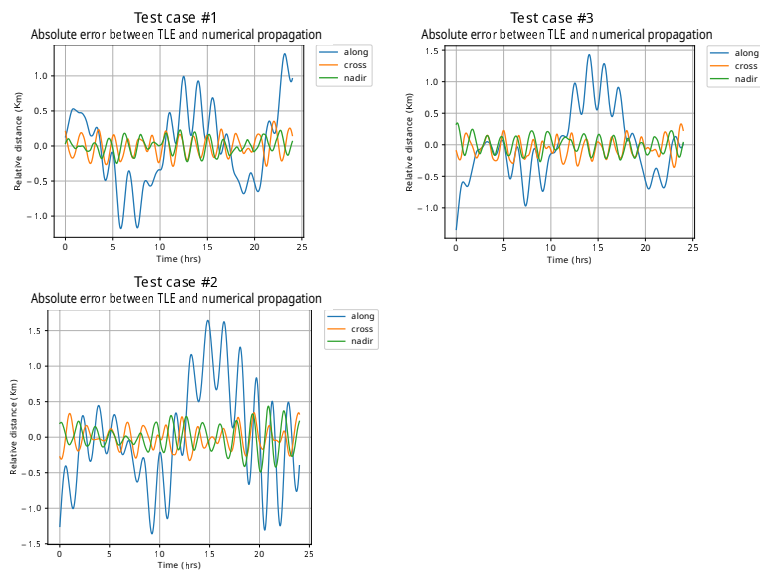 Test case #1
Absolute error between TLE and numerical propagation
along
cross
nadir
1.0
0.5
0.0
−0.5
−1.0
Relative distance (Km)
0 5 10 15 20 25
Time (hrs)
Test case #3
Absolute error between TLE and numerical propagation
along
cross
nadir
1.5
1.0
0.5
0.0
−0.5
−1.0
Relative distance (Km)
0 5 10 15 20 25
Time (hrs)
Test case #2
Absolute error between TLE and numerical propagation
along
cross
nadir
1.5
1.0
0.5
0.0
−0.5
−1.0
−1.5
Relative distance (Km)
0 5 10 15 20 25
Time (hrs)